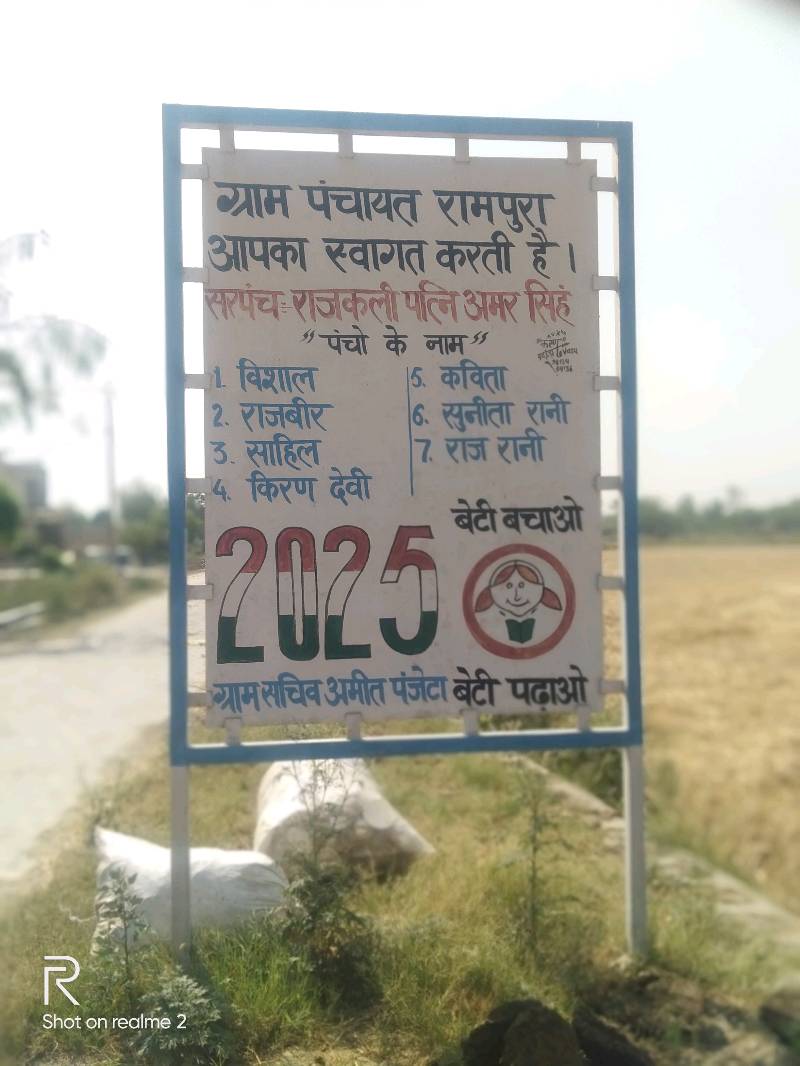 ग्राम पंचायत रामपुरा
आपका स्वागत करती है।
सरपंच:- राजकली पत्नि अमर सिहं
"पंचो के नाम"
1. विशाल
2. राजबीर
3. साहिल
4. किरण देवी
5. कविता
6. सुनीता रानी
7. राज रानी
बेटी बचाओ
2025
ग्राम सचिव अमीत पंजेटा
बेटी पढ़ाओ
R
Shot on realme 2